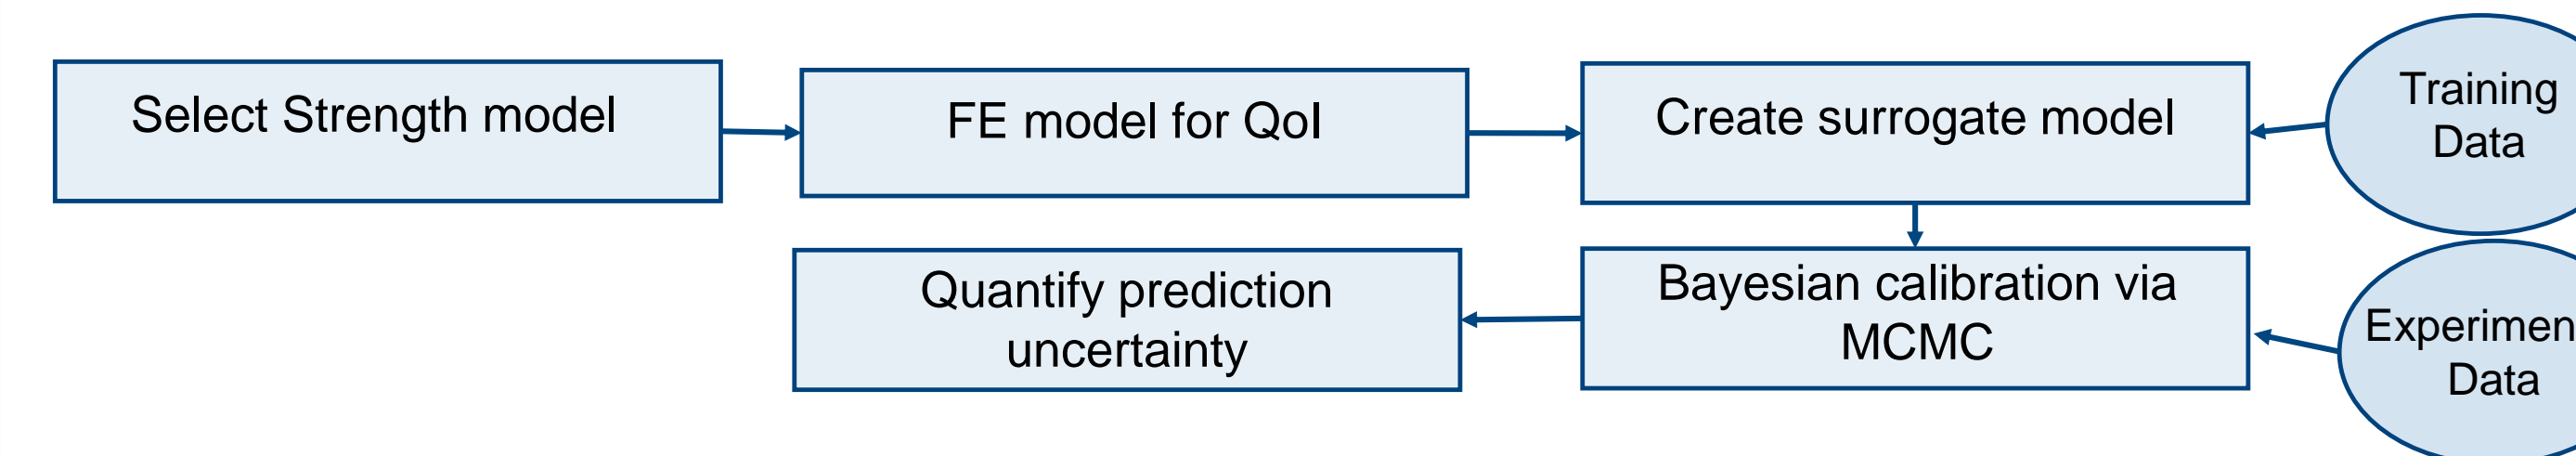 Select Strength model
FE model for QoI
Create surrogate model
Training
Data
Quantify prediction
uncertainty
Bayesian calibration via
MCMC
Data